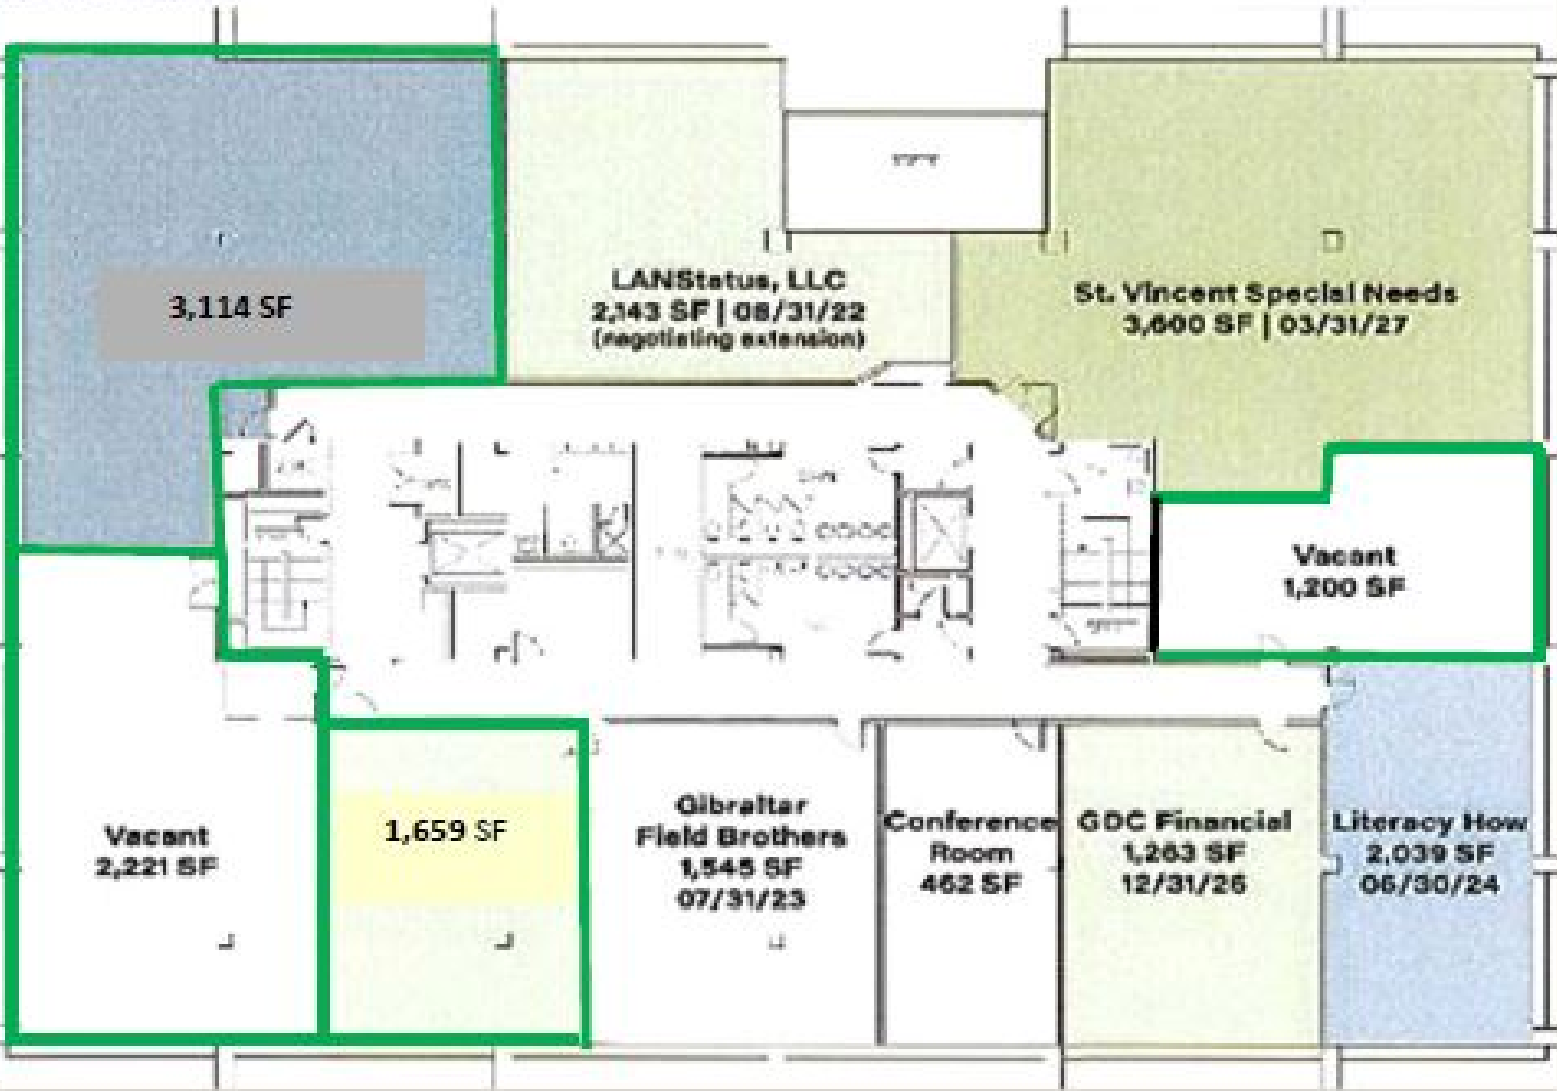 3,114 SF
LANStatus, LLC
2,143 SF | 08/31/22
(negotiating extension)
St. Vincent Special Needs
3,600 SF | 03/31/27
Vacant
1,200 SF
Vacant
2,221 SF
1,659 SF
Gibraltar
Field Brothers
1,545 SF
07/31/23
Conference
Room
462 SF
GDC Financial
1,263 SF
12/31/26
Literacy How
2,039 SF
06/30/24